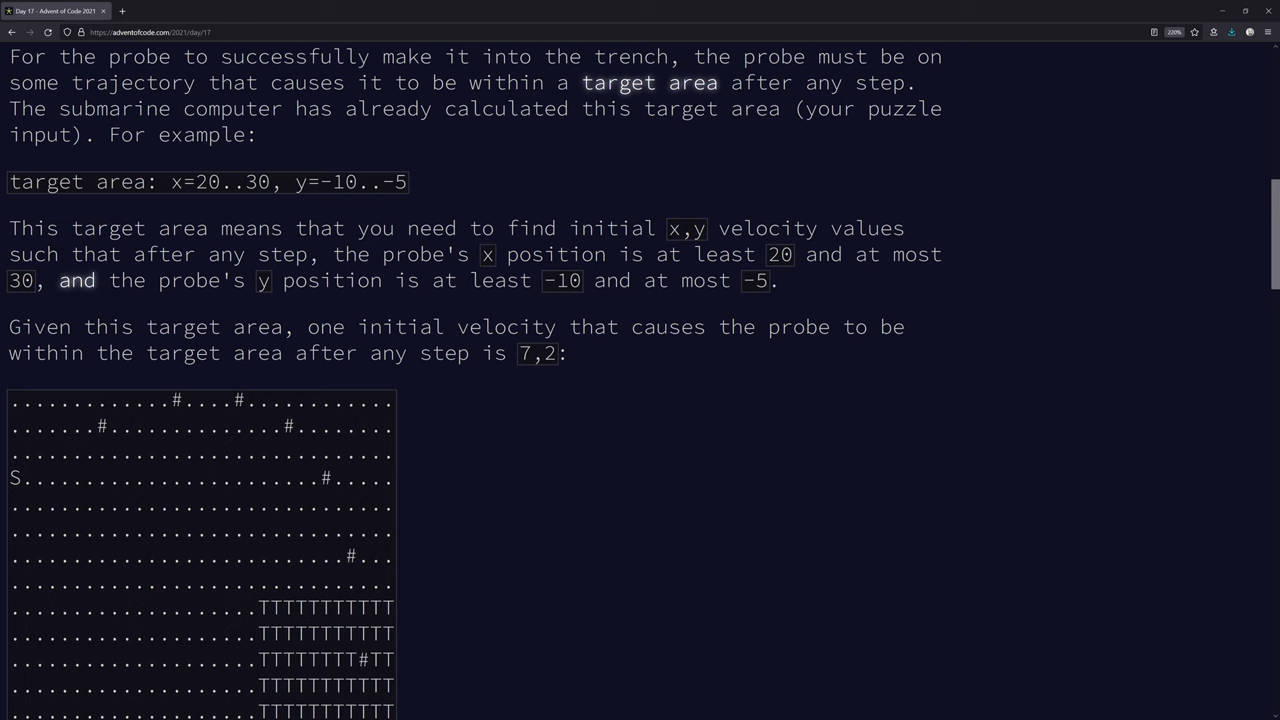 Day 17 - Advent of Code 2021
https://adventofcode.com/2021/day/17
220%
For the probe to successfully make it into the trench, the probe must be on
some trajectory that causes it to be within a target area after any step.
The submarine computer has already calculated this target area (your puzzle
input). For example:
target area: x=20..30, y=-10..-5
This target area means that you need to find initial x,y velocity values
such that after any step, the probe's x position is at least 20 and at most
30, and the probe's y position is at least -10 and at most -5.
Given this target area, one initial velocity that causes the probe to be
within the target area after any step is 7,2:
.............#....#............
.......#..............#........
...............................
S........................#.....
...............................
...............................
...........................#...
...............................
....................TTTTTTTTTTT
....................TTTTTTTTTTT
....................TTTTTTTT#TT
....................TTTTTTTTTTT
....................TTTTTTTTTTT